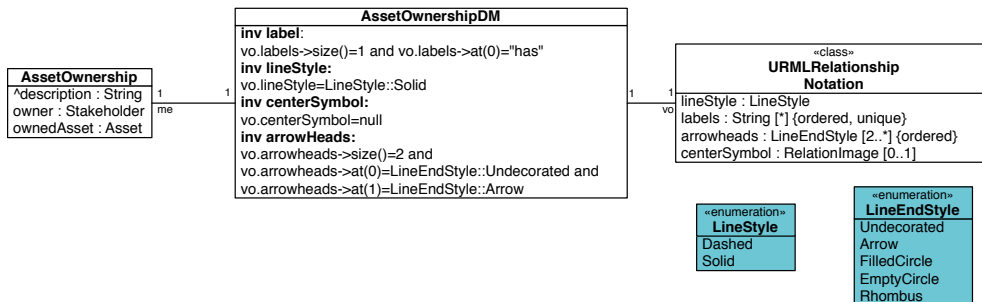 AssetOwnership
^description : String
owner : Stakeholder
ownedAsset : Asset
1
me
1
AssetOwnershipDM
inv label:
vo.labels->size()=1 and vo.labels->at(0)="has"
inv lineStyle:
vo.lineStyle=LineStyle::Solid
inv centerSymbol:
vo.centerSymbol=null
inv arrowHeads:
vo.arrowheads->size()=2 and
vo.arrowheads->at(0)=LineEndStyle::Undecorated and
vo.arrowheads->at(1)=LineEndStyle::Arrow
1
1
vo
«class»
URMLRelationship
Notation
lineStyle : LineStyle
labels : String [*] {ordered, unique}
arrowheads : LineEndStyle [2..*] {ordered}
centerSymbol : RelationImage [0..1]
«enumeration»
LineStyle
Dashed
Solid
«enumeration»
LineEndStyle
Undecorated
Arrow
FilledCircle
EmptyCircle
Rhombus